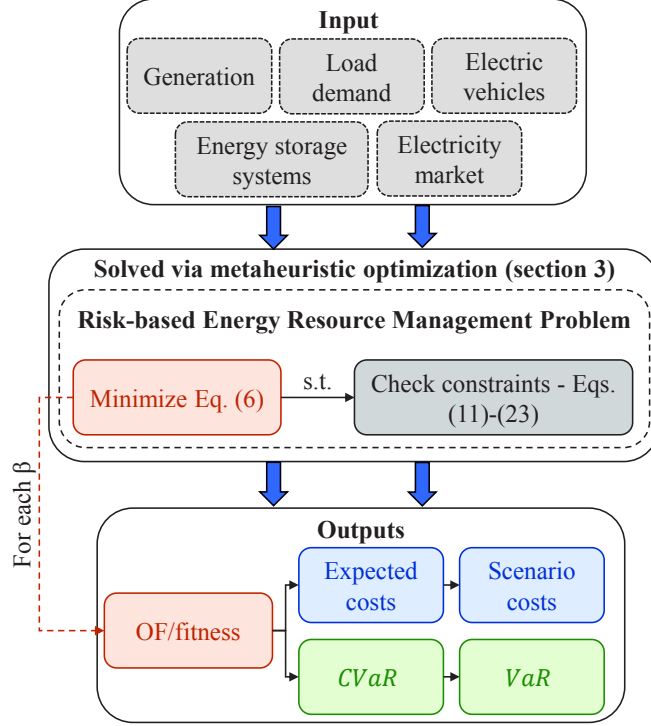 Input
Generation
Load
demand
Electric
vehicles
Energy storage
systems
Electricity
market
Solved via metaheuristic optimization (section 3)
Risk-based Energy Resource Management Problem
Minimize Eq. (6)
s.t.
Check constraints - Eqs.
(11)-(23)
For each β
Outputs
OF/fitness
Expected
costs
Scenario
costs
CVaR
VaR